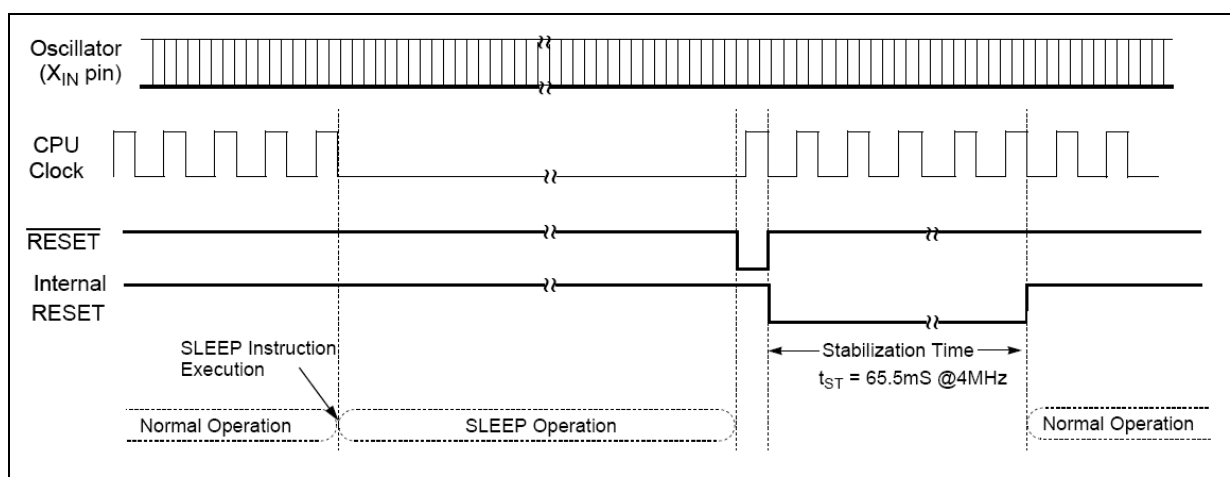 Oscillator
(XIN pin)
CPU
Clock
RESET
Internal
RESET
SLEEP Instruction
Execution
Stabilization Time
tST = 65.5mS @4MHz
Normal Operation
SLEEP Operation
Normal Operation